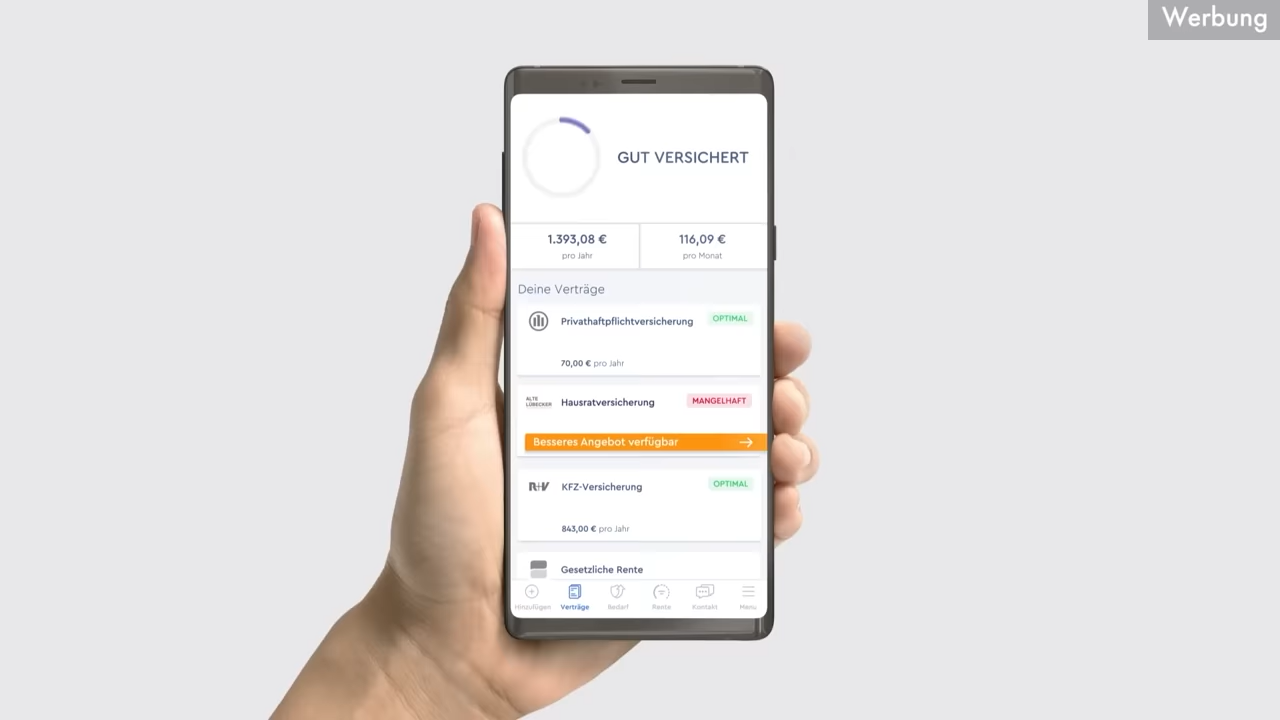 Werbung
GUT VERSICHERT
1.393,08 €
pro Jahr
116,09 €
pro Monat
Deine Verträge
Privathaftpflichtversicherung
OPTIMAL
70,00 € pro Jahr
ALTE
LÜBECKER
Hausratversicherung
MANGELHAFT
Besseres Angebot verfügbar
R+V
KFZ-Versicherung
OPTIMAL
843,00 € pro Jahr
Gesetzliche Rente
Hinzufügen
Verträge
Bedarf
Rente
Kontakt
Menu